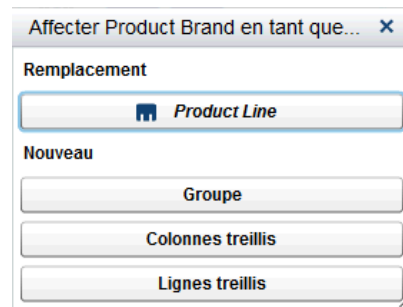 Affecter Product Brand en tant que...
Remplacement
Product Line
Nouveau
Groupe
Colonnes treillis
Lignes treillis